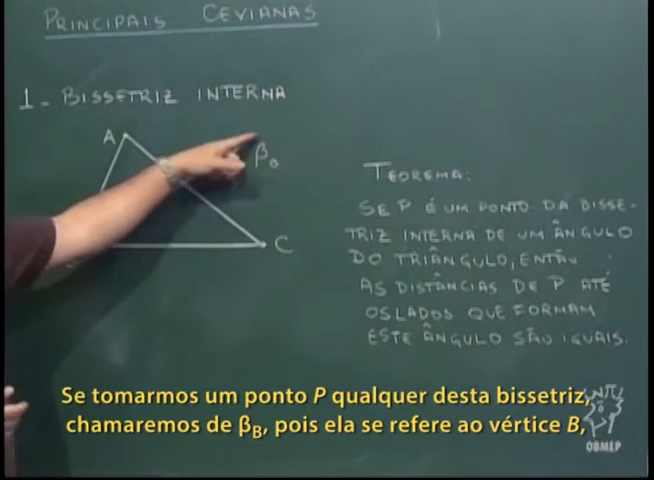 PRINCIPAIS CEVIANAS
1- BISSETRIZ INTERNA
A
βB
C
TEOREMA:
SE P É UM PONTO DA BISSE-
TRIZ INTERNA DE UM ÂNGULO
DO TRIÂNGULO, ENTÃO
AS DISTÂNCIAS DE P ATÉ
OS LADOS QUE FORMAM
ESTE ÂNGULO SÃO IGUAIS.
Se tomarmos um ponto P qualquer desta bissetriz,
chamaremos de βB, pois ela se refere ao vértice B,
OBMEP